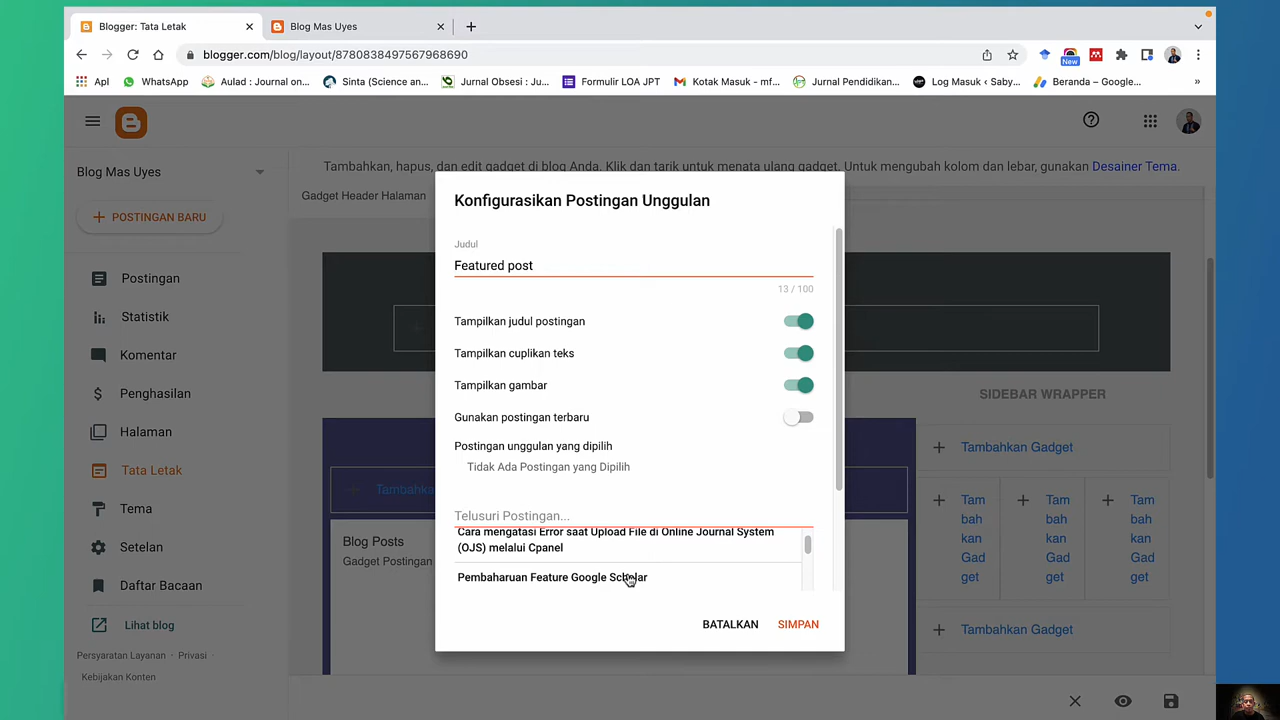 Blogger: Tata Letak
Blog Mas Uyes
blogger.com/blog/layout/8780838497567968690
New
Apl
WhatsApp
Aulad : Journal on...
Sinta (Science an...
Jurnal Obsesi : Ju...
Formulir LOA JPT
Kotak Masuk - mf...
Jurnal Pendidikan...
Log Masuk ‹ Saby...
Beranda – Google...
»
Blog Mas Uyes
POSTINGAN BARU
Postingan
Statistik
Komentar
Penghasilan
Halaman
Tata Letak
Tema
Setelan
Daftar Bacaan
Lihat blog
Persyaratan Layanan · Privasi ·
Kebijakan Konten
Tambahkan, hapus, dan edit gadget di blog Anda. Klik dan tarik untuk menata ulang gadget. Untuk mengubah kolom dan lebar, gunakan Desainer Tema.
Gadget Header Halaman
Konfigurasikan Postingan Unggulan
Judul
Featured post
13 / 100
Tampilkan judul postingan
Tampilkan cuplikan teks
Tampilkan gambar
Gunakan postingan terbaru
Postingan unggulan yang dipilih
Tidak Ada Postingan yang Dipilih
Telusuri Postingan...
Cara mengatasi Error saat Upload File di Online Journal System
(OJS) melalui Cpanel
Pembaharuan Feature Google Scholar
BATALKAN
SIMPAN
Tambahka
Blog Posts
Gadget Postingan
SIDEBAR WRAPPER
Tambahkan Gadget
Tam
bah
kan
Gad
get
Tam
bah
kan
Gad
get
Tam
bah
kan
Gad
get
Tambahkan Gadget